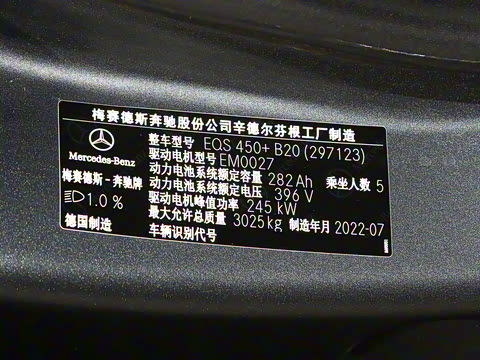 梅赛德斯奔驰股份公司辛德尔芬根工厂制造
Mercedes-Benz
梅赛德斯-奔驰牌
1.0 %
德国制造
整车型号 EQS 450+ B20 (297123)
驱动电机型号 EM0027
动力电池系统额定容量 282 Ah 乘坐人数 5
动力电池系统额定电压 396 V
驱动电机峰值功率 245 kW
最大允许总质量 3025 kg 制造年月 2022-07
车辆识别代号